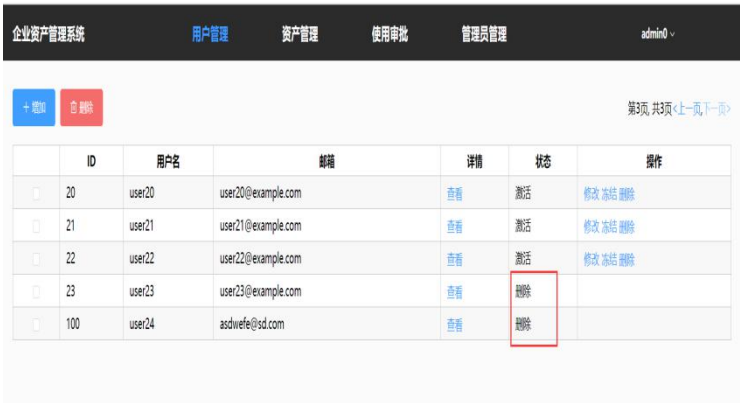 企业资产管理系统 用户管理 资产管理 使用审批 管理员管理 admin0
+ 增加 删除 第3页, 共3页<上一页,下一页>
ID 用户名 邮箱 详情 状态 操作
20 user20 user20@example.com 查看 激活 修改 冻结 删除
21 user21 user21@example.com 查看 激活 修改 冻结 删除
22 user22 user22@example.com 查看 激活 修改 冻结 删除
23 user23 user23@example.com 查看 删除
100 user24 asdwefe@sd.com 查看 删除